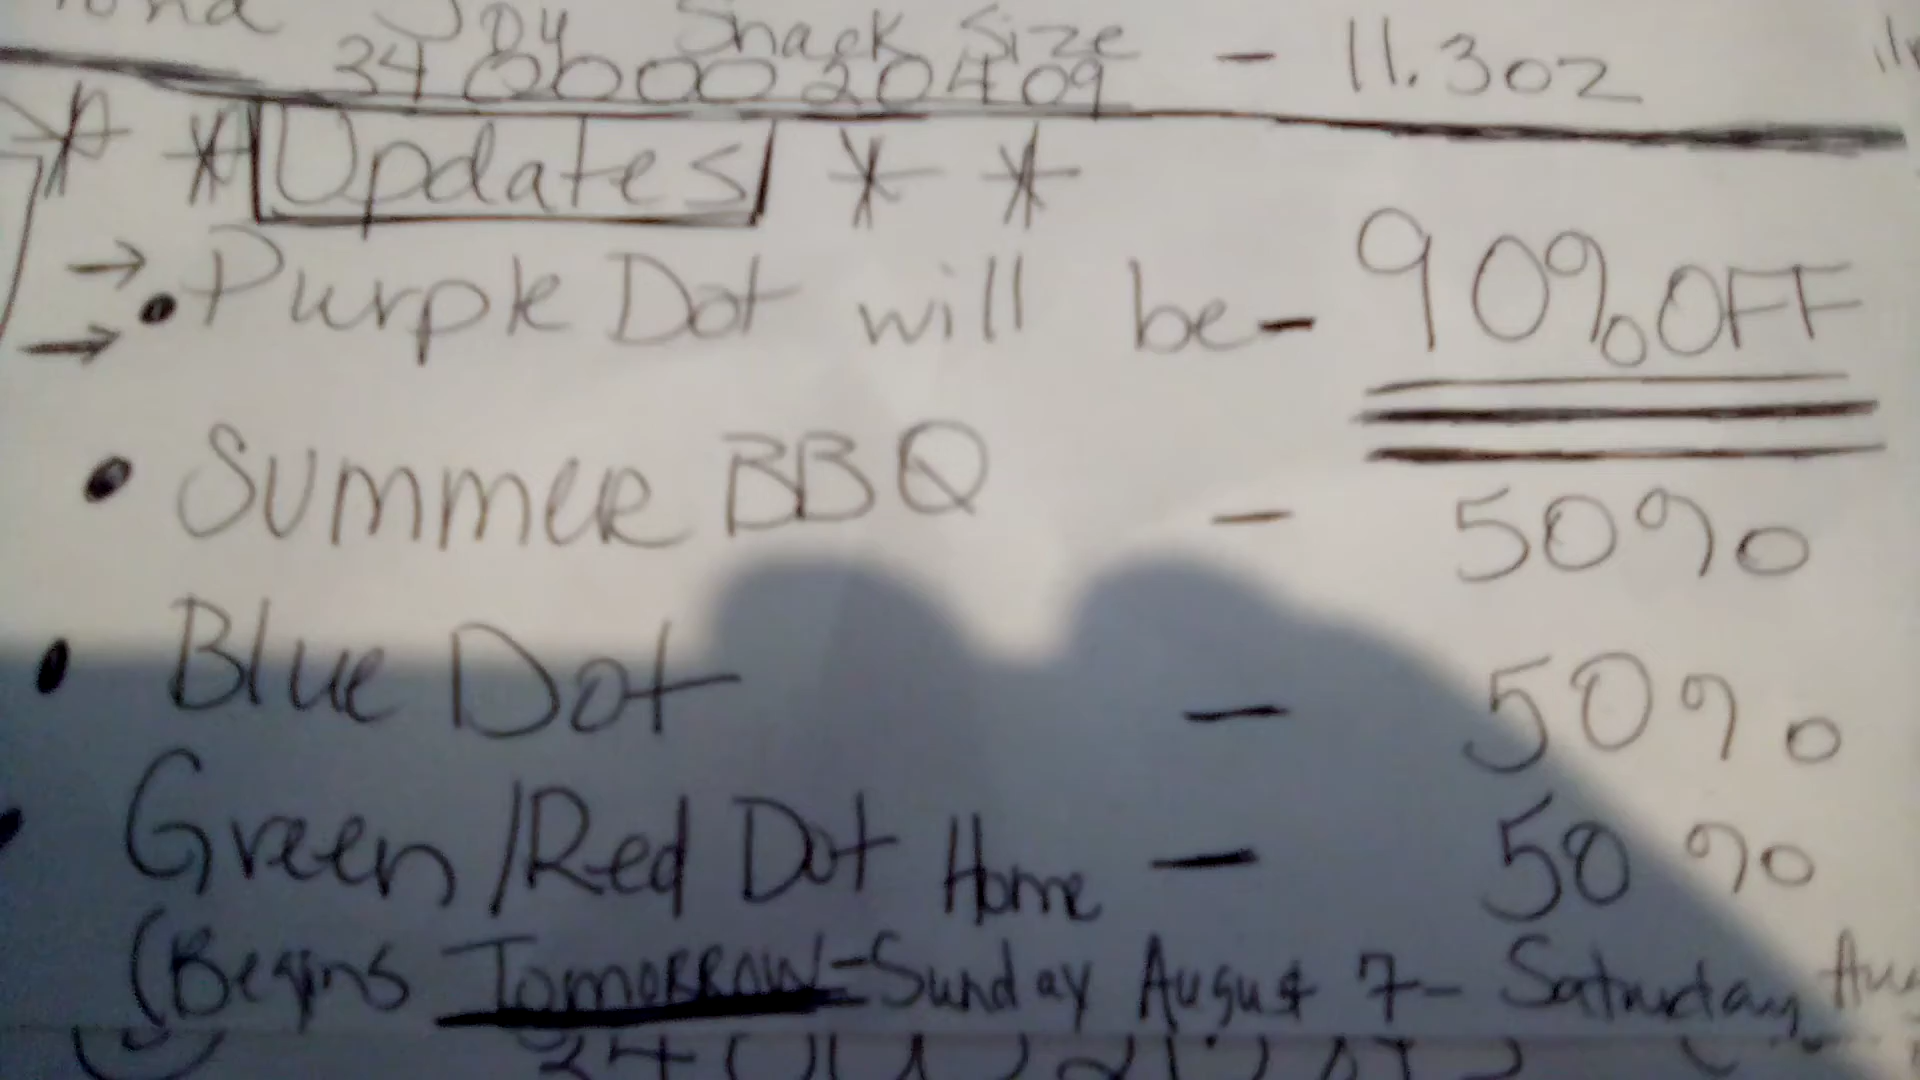 Joy Snack Size - 11.3oz
34000020409
* * Updates * *
→ • Purple Dot will be - 90% OFF
→
• Summer BBQ - 50%
• Blue Dot - 50%
• Green/Red Dot Home - 50%
(Begins Tomorrow - Sunday August 7 - Saturday